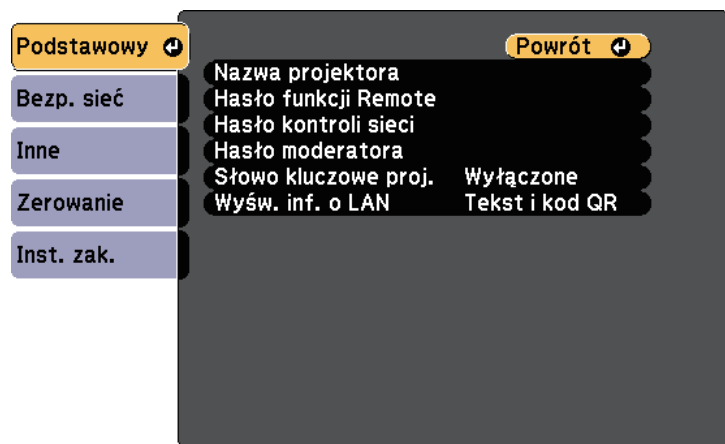 Podstawowy
Powrót
Nazwa projektora
Hasło funkcji Remote
Bezp. sieć
Hasło kontroli sieci
Inne
Hasło moderatora
Słowo kluczowe proj. Wyłączone
Zerowanie
Wyśw. inf. o LAN Tekst i kod QR
Inst. zak.